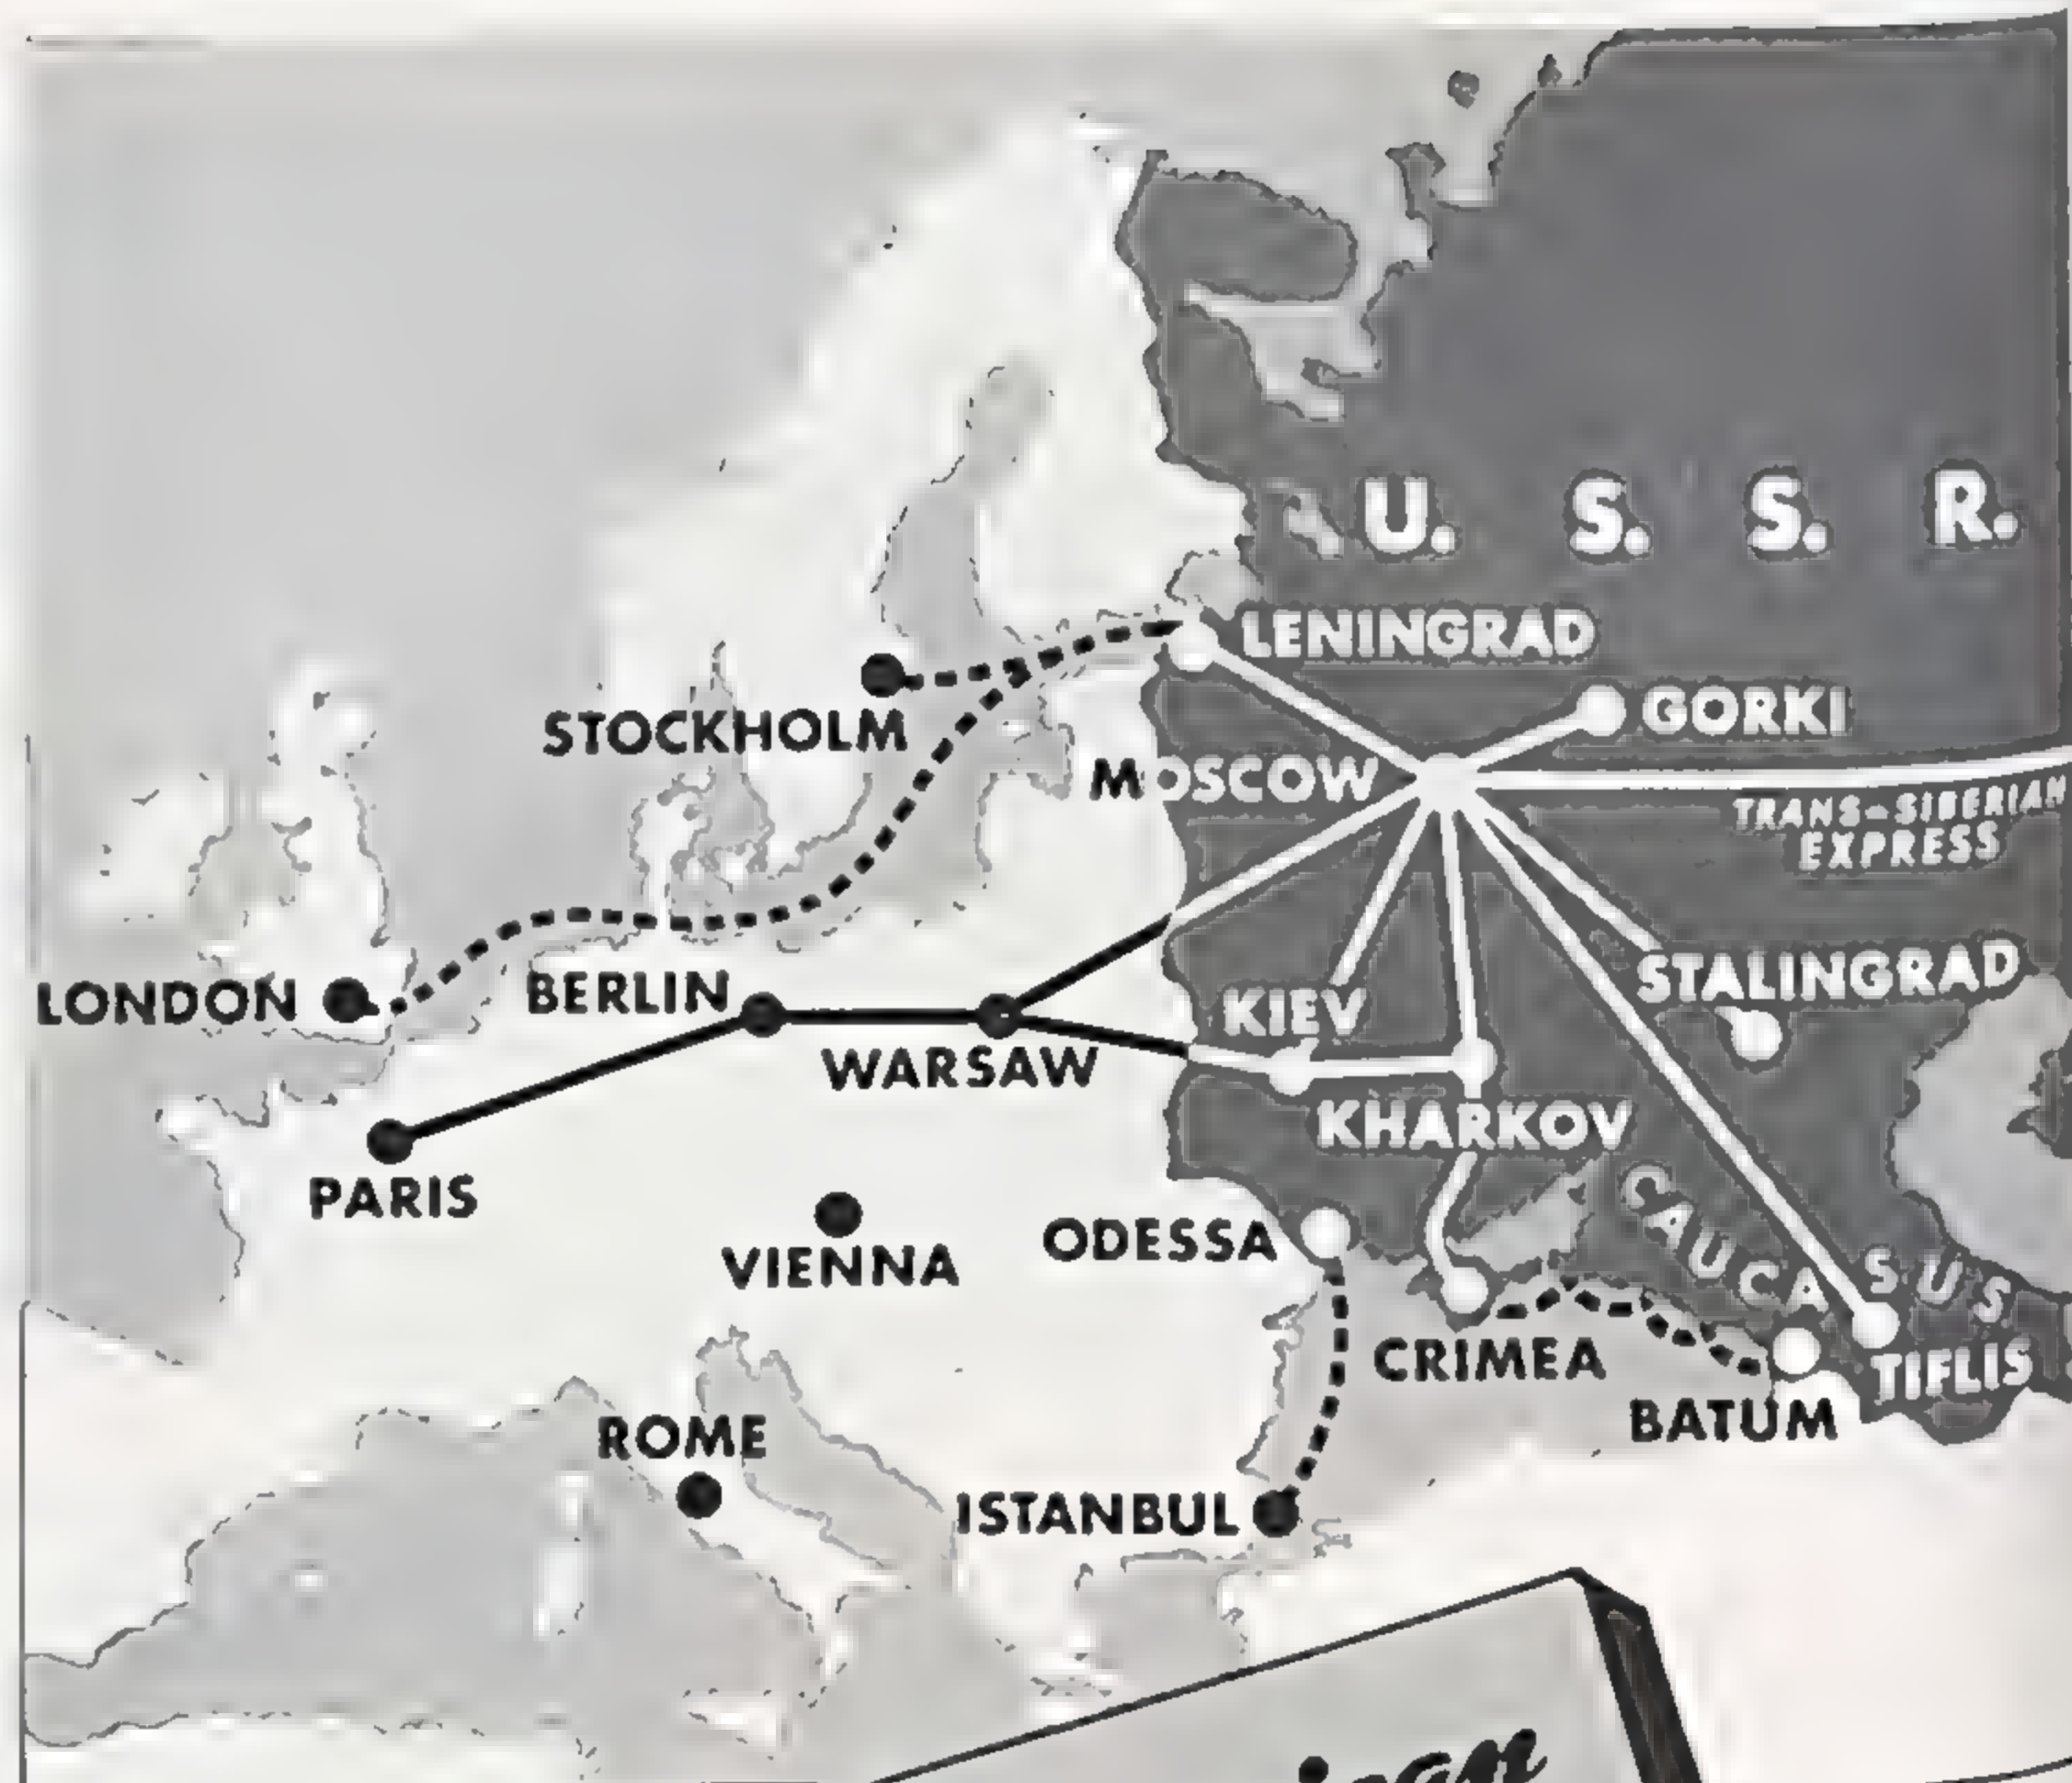 U. S. S. R.
LENINGRAD
GORKI
STOCKHOLM
MOSCOW
TRANS-SIBERIAN
EXPRESS
STALINGRAD
LONDON
BERLIN
KIEV
WARSAW
KHARKOV
PARIS
CAUCASUS
ODESSA
VIENNA
CRIMEA
TIFLIS
BATUM
ROME
ISTANBUL